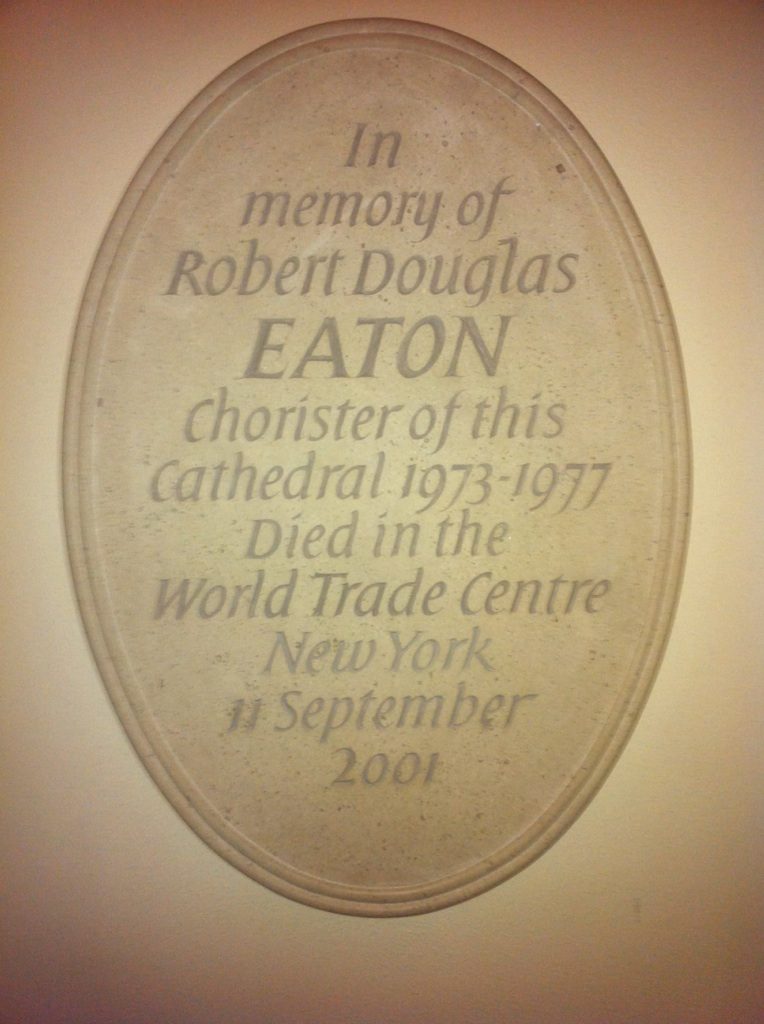 In
memory of
Robert Douglas
EATON
Chorister of this
Cathedral 1973-1977
Died in the
World Trade Centre
New York
11 September
2001